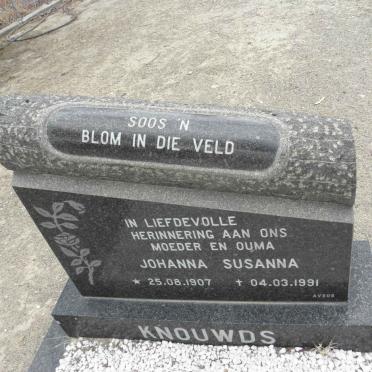 SOOS 'N
BLOM IN DIE VELD
IN LIEFDEVOLLE
HERINNERING AAN ONS
MOEDER EN OUMA
JOHANNA SUSANNA
* 25.08.1907 † 04.03.1991
AVBOB
KNOUWDS